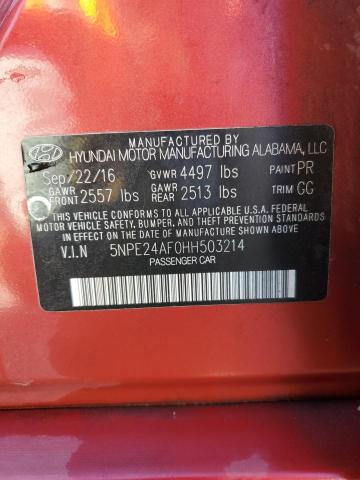 MANUFACTURED BY
HYUNDAI MOTOR MANUFACTURING ALABAMA, LLC
Sep/22/16 GVWR 4497 lbs PAINT PR
GAWR FRONT 2557 lbs GAWR REAR 2513 lbs TRIM GC
THIS VEHICLE CONFORMS TO ALL APPLICABLE U.S.A. FEDERAL
MOTOR VEHICLE SAFETY, BUMPER, AND THEFT PREVENTION
STANDARDS IN EFFECT ON THE DATE OF MANUFACTURE SHOWN ABOVE.
V.I.N 5NPE24AF0HH503214
PASSENGER CAR